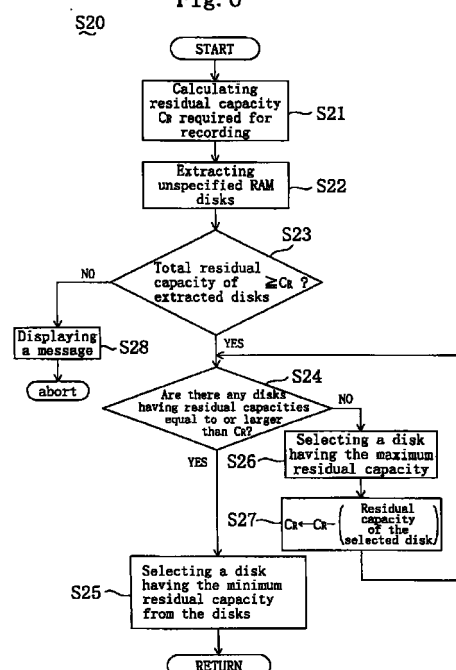 Fig. 6
S20
START
Calculating
residual capacity
CR required for
recording
S21
Extracting
unspecified RAM
disks
S22
S23
Total residual
capacity of
extracted disks
≧CR ?
NO
YES
Displaying
a message
S28
abort
S24
Are there any disks
having residual capacities
equal to or larger
than CR?
NO
YES
S26
Selecting a disk
having the maximum
residual capacity
S27
CR←CR−
(Residual
capacity
of the
selected disk)
S25
Selecting a disk
having the minimum
residual capacity
from the disks
RETURN